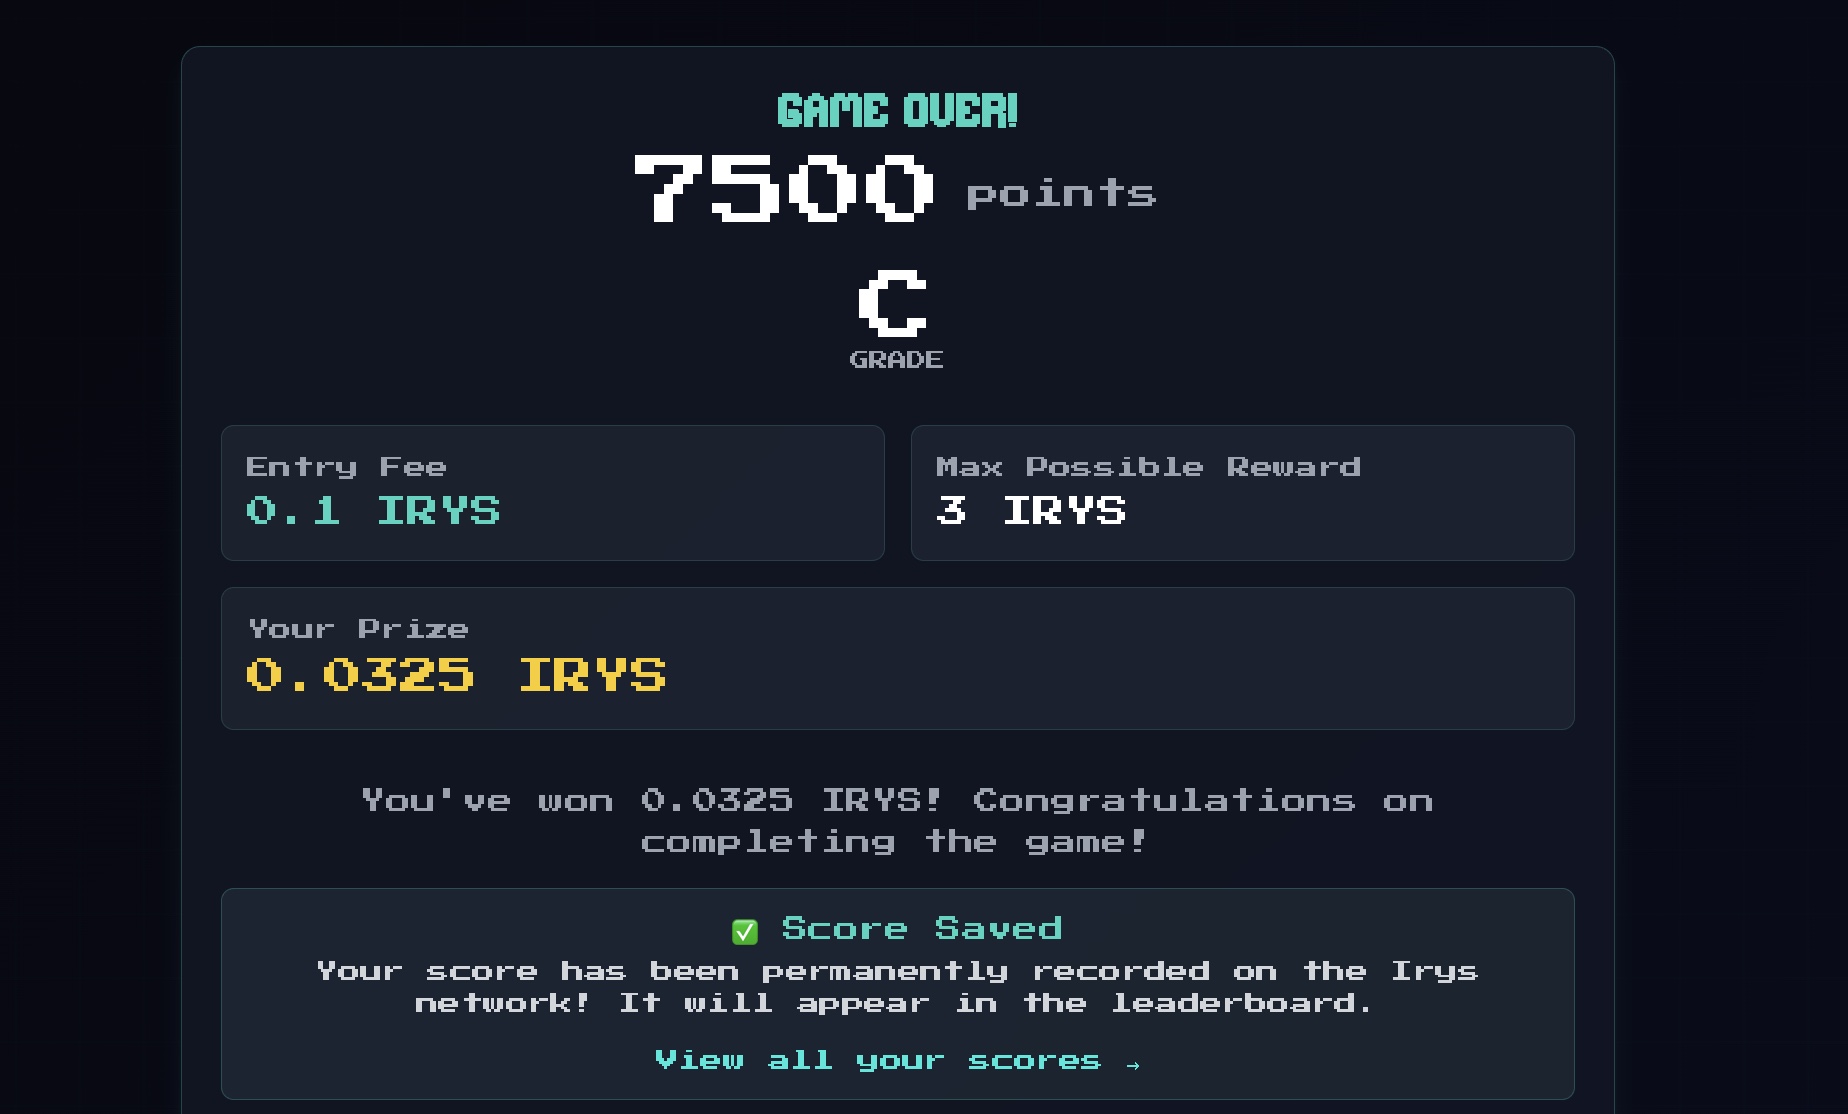 GAME OVER!
7500 points
C
GRADE
Entry Fee
0.1 IRYS
Max Possible Reward
3 IRYS
Your Prize
0.0325 IRYS
You've won 0.0325 IRYS! Congratulations on
completing the game!
✅ Score Saved
Your score has been permanently recorded on the Irys
network! It will appear in the leaderboard.
View all your scores →